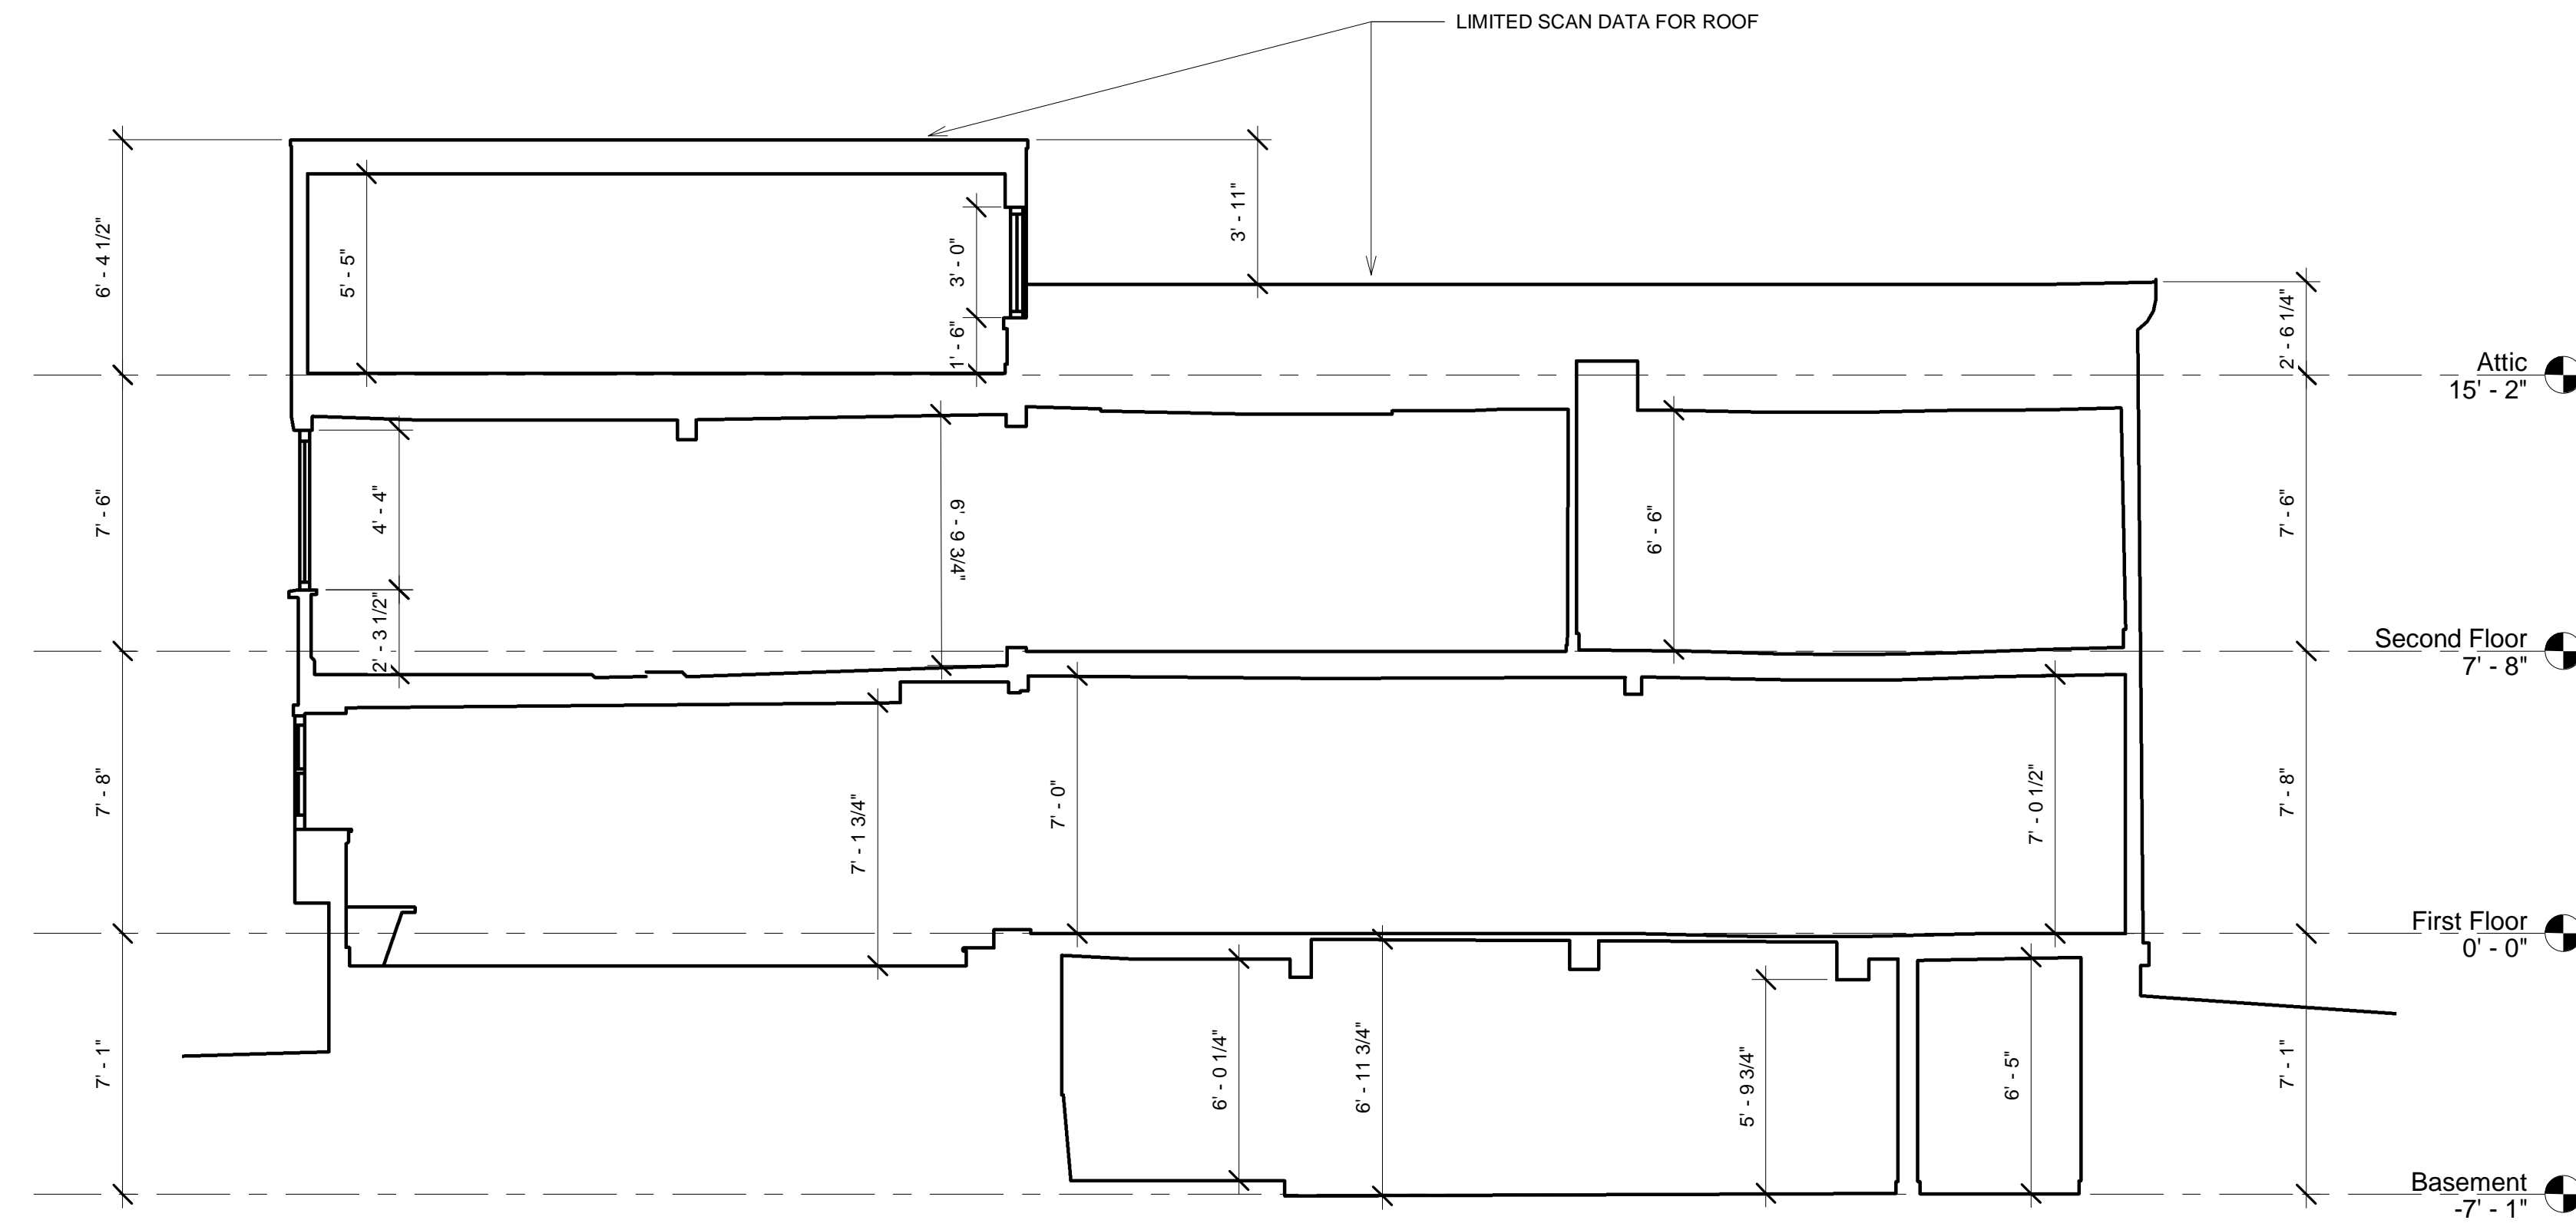 LIMITED SCAN DATA FOR ROOF
6' - 4 1/2"
5' - 5"
3' - 0"
1' - 6"
3' - 11"
2' - 6 1/4"
Attic
15' - 2"
7' - 6"
4' - 4"
2' - 3 1/2"
6' - 9 3/4"
6' - 6"
7' - 6"
Second Floor
7' - 8"
7' - 8"
7' - 1 3/4"
7' - 0"
7' - 0 1/2"
7' - 8"
First Floor
0' - 0"
7' - 1"
6' - 0 1/4"
6' - 11 3/4"
5' - 9 3/4"
6' - 5"
7' - 1"
Basement
-7' - 1"